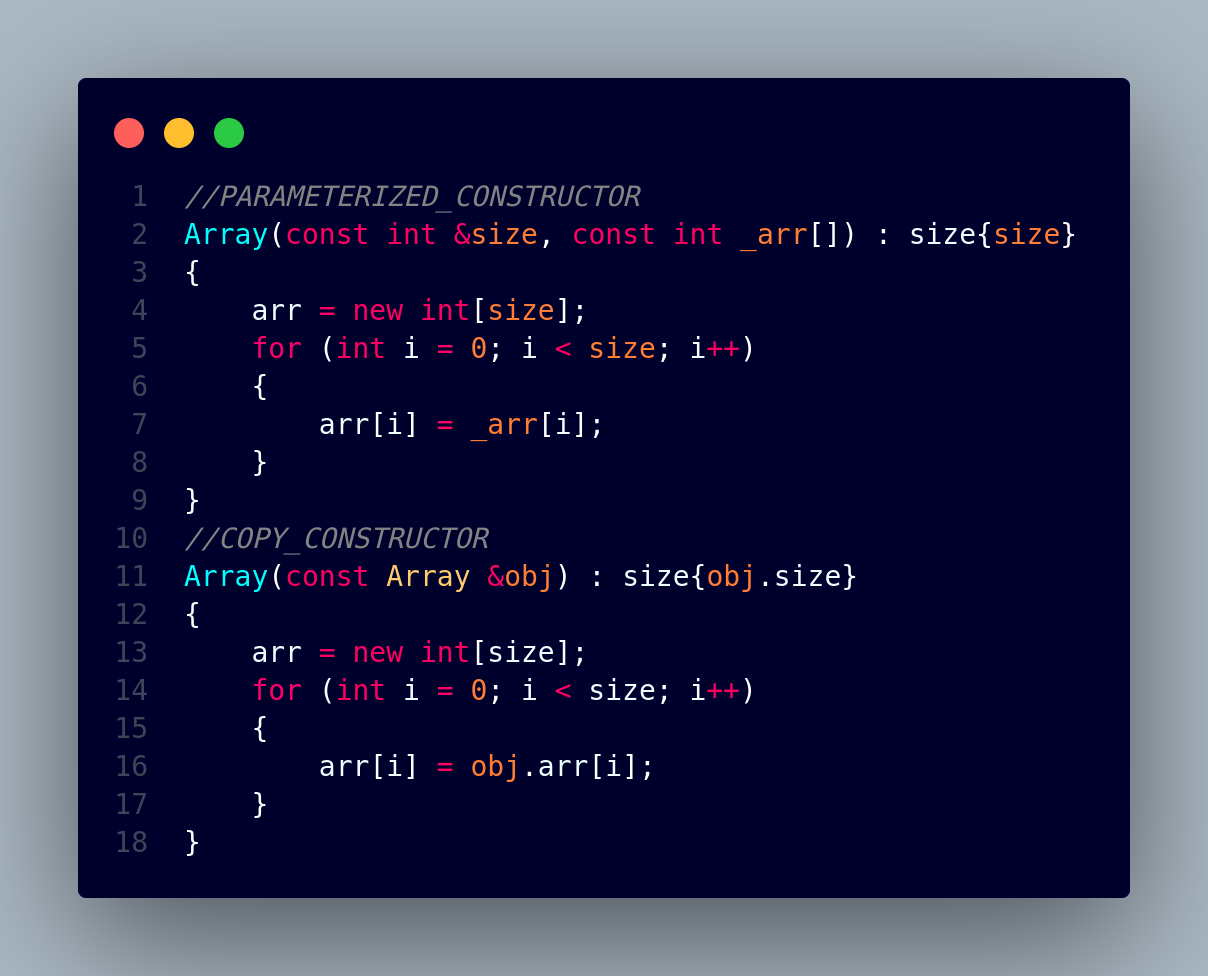 1 //PARAMETERIZED_CONSTRUCTOR
2 Array(const int &size, const int _arr[]) : size{size}
3 {
4     arr = new int[size];
5     for (int i = 0; i < size; i++)
6     {
7         arr[i] = _arr[i];
8     }
9 }
10 //COPY_CONSTRUCTOR
11 Array(const Array &obj) : size{obj.size}
12 {
13     arr = new int[size];
14     for (int i = 0; i < size; i++)
15     {
16         arr[i] = obj.arr[i];
17     }
18 }